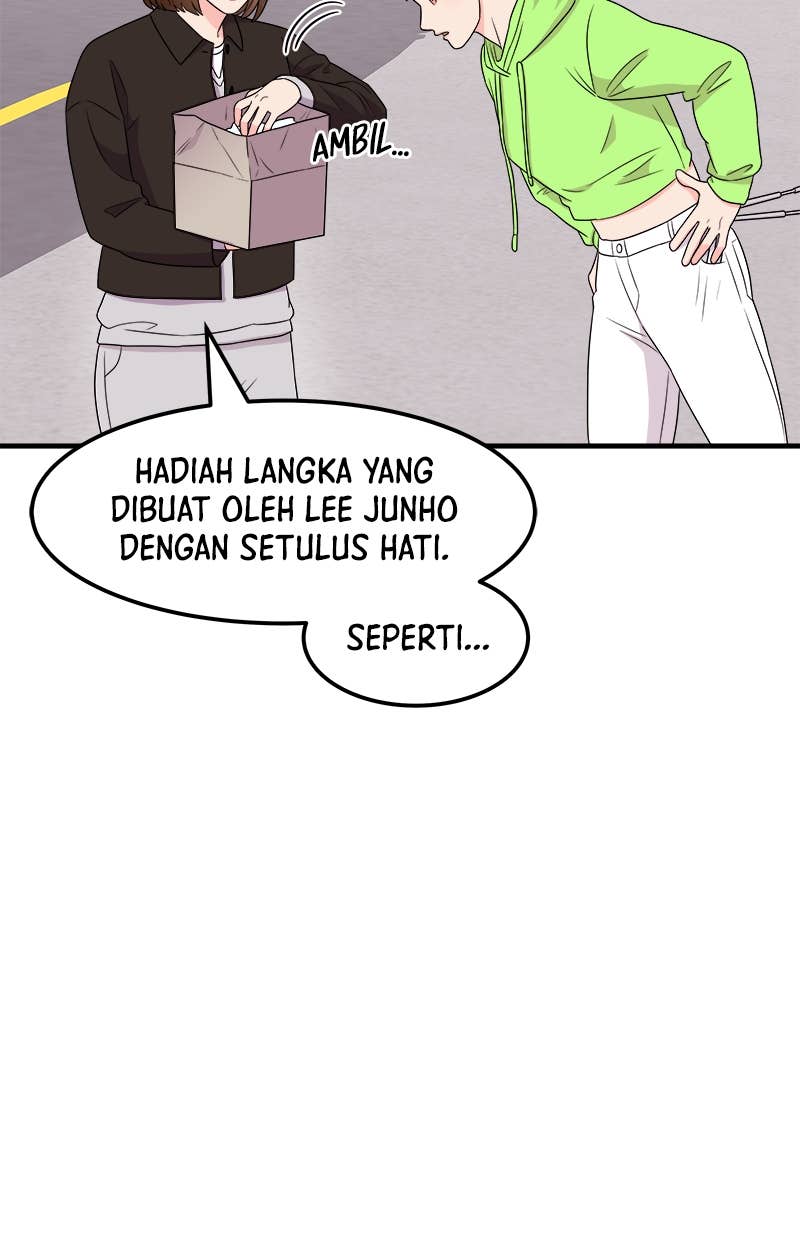 AMBIL...
HADIAH LANGKA YANG
DIBUAT OLEH LEE JUNHO
DENGAN SETULUS HATI.
SEPERTI...